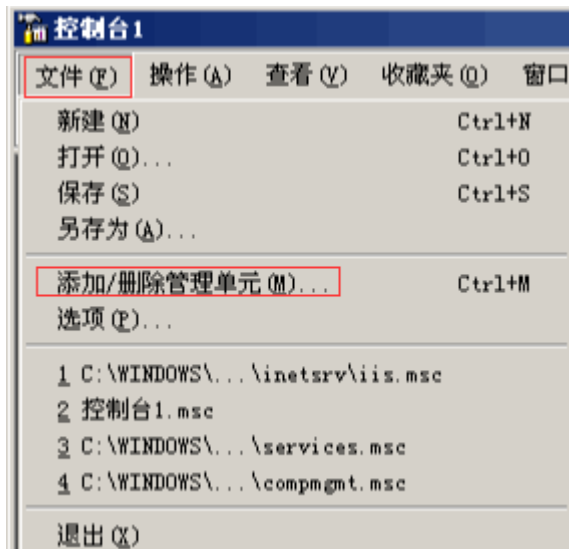 控制台1
文件(F) 操作(A) 查看(V) 收藏夹(O) 窗口
新建(N) Ctrl+N
打开(O)... Ctrl+O
保存(S) Ctrl+S
另存为(A)...
添加/删除管理单元(M)... Ctrl+M
选项(P)...
1 C:\WINDOWS\...\inetsrv\iis.msc
2 控制台1.msc
3 C:\WINDOWS\...\services.msc
4 C:\WINDOWS\...\compmgmt.msc
退出(X)